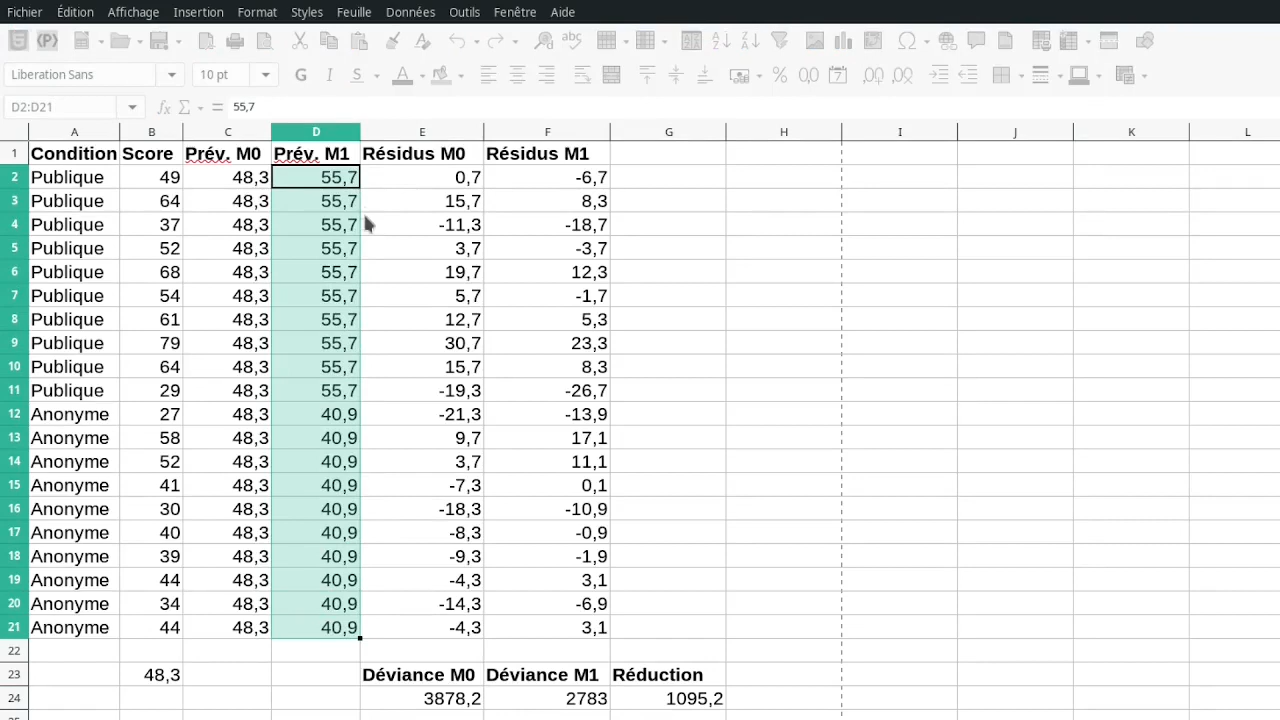 Fichier Édition Affichage Insertion Format Styles Feuille Données Outils Fenêtre Aide
Liberation Sans 10 pt G I S A % 0,0 7 ,00 ,00
D2:D21 fx Σ = 55,7
A B C D E F G H I J K L
1 Condition Score Prév. M0 Prév. M1 Résidus M0 Résidus M1
2 Publique 49 48,3 55,7 0,7 -6,7
3 Publique 64 48,3 55,7 15,7 8,3
4 Publique 37 48,3 55,7 -11,3 -18,7
5 Publique 52 48,3 55,7 3,7 -3,7
6 Publique 68 48,3 55,7 19,7 12,3
7 Publique 54 48,3 55,7 5,7 -1,7
8 Publique 61 48,3 55,7 12,7 5,3
9 Publique 79 48,3 55,7 30,7 23,3
10 Publique 64 48,3 55,7 15,7 8,3
11 Publique 29 48,3 55,7 -19,3 -26,7
12 Anonyme 27 48,3 40,9 -21,3 -13,9
13 Anonyme 58 48,3 40,9 9,7 17,1
14 Anonyme 52 48,3 40,9 3,7 11,1
15 Anonyme 41 48,3 40,9 -7,3 0,1
16 Anonyme 30 48,3 40,9 -18,3 -10,9
17 Anonyme 40 48,3 40,9 -8,3 -0,9
18 Anonyme 39 48,3 40,9 -9,3 -1,9
19 Anonyme 44 48,3 40,9 -4,3 3,1
20 Anonyme 34 48,3 40,9 -14,3 -6,9
21 Anonyme 44 48,3 40,9 -4,3 3,1
22
23 48,3 Déviance M0 Déviance M1 Réduction
24 3878,2 2783 1095,2